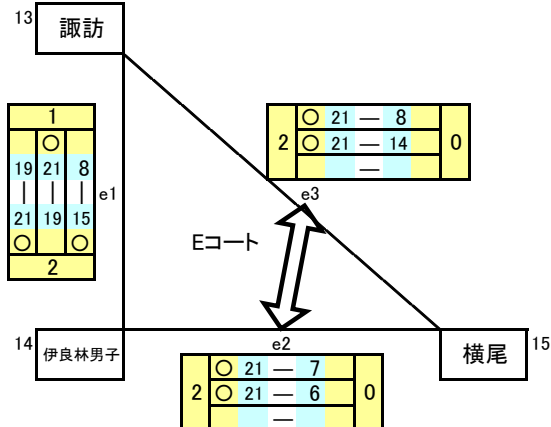 13 諏訪
1
○
19 21 8
| | |
21 19 15
○ ○
2
e1
2 ○ 21 — 8 0
○ 21 — 14
—
e3
Eコート
14 伊良林男子
e2
横尾 15
2 ○ 21 — 7 0
○ 21 — 6
—